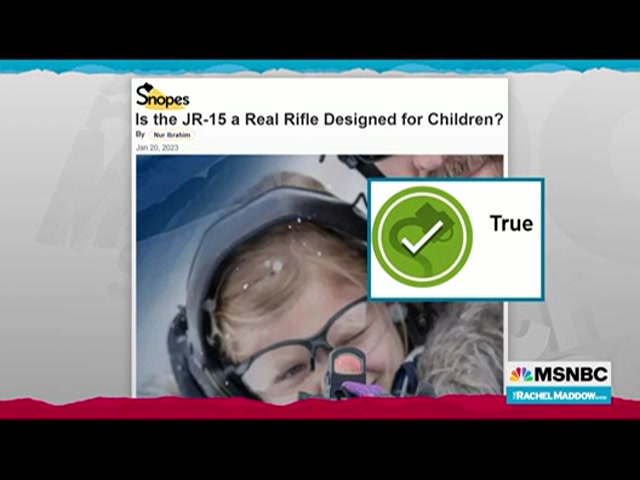 Snopes
Is the JR-15 a Real Rifle Designed for Children?
By Nur Ibrahim
Jan 20, 2023
True
MSNBC
THE RACHEL MADDOW SHOW